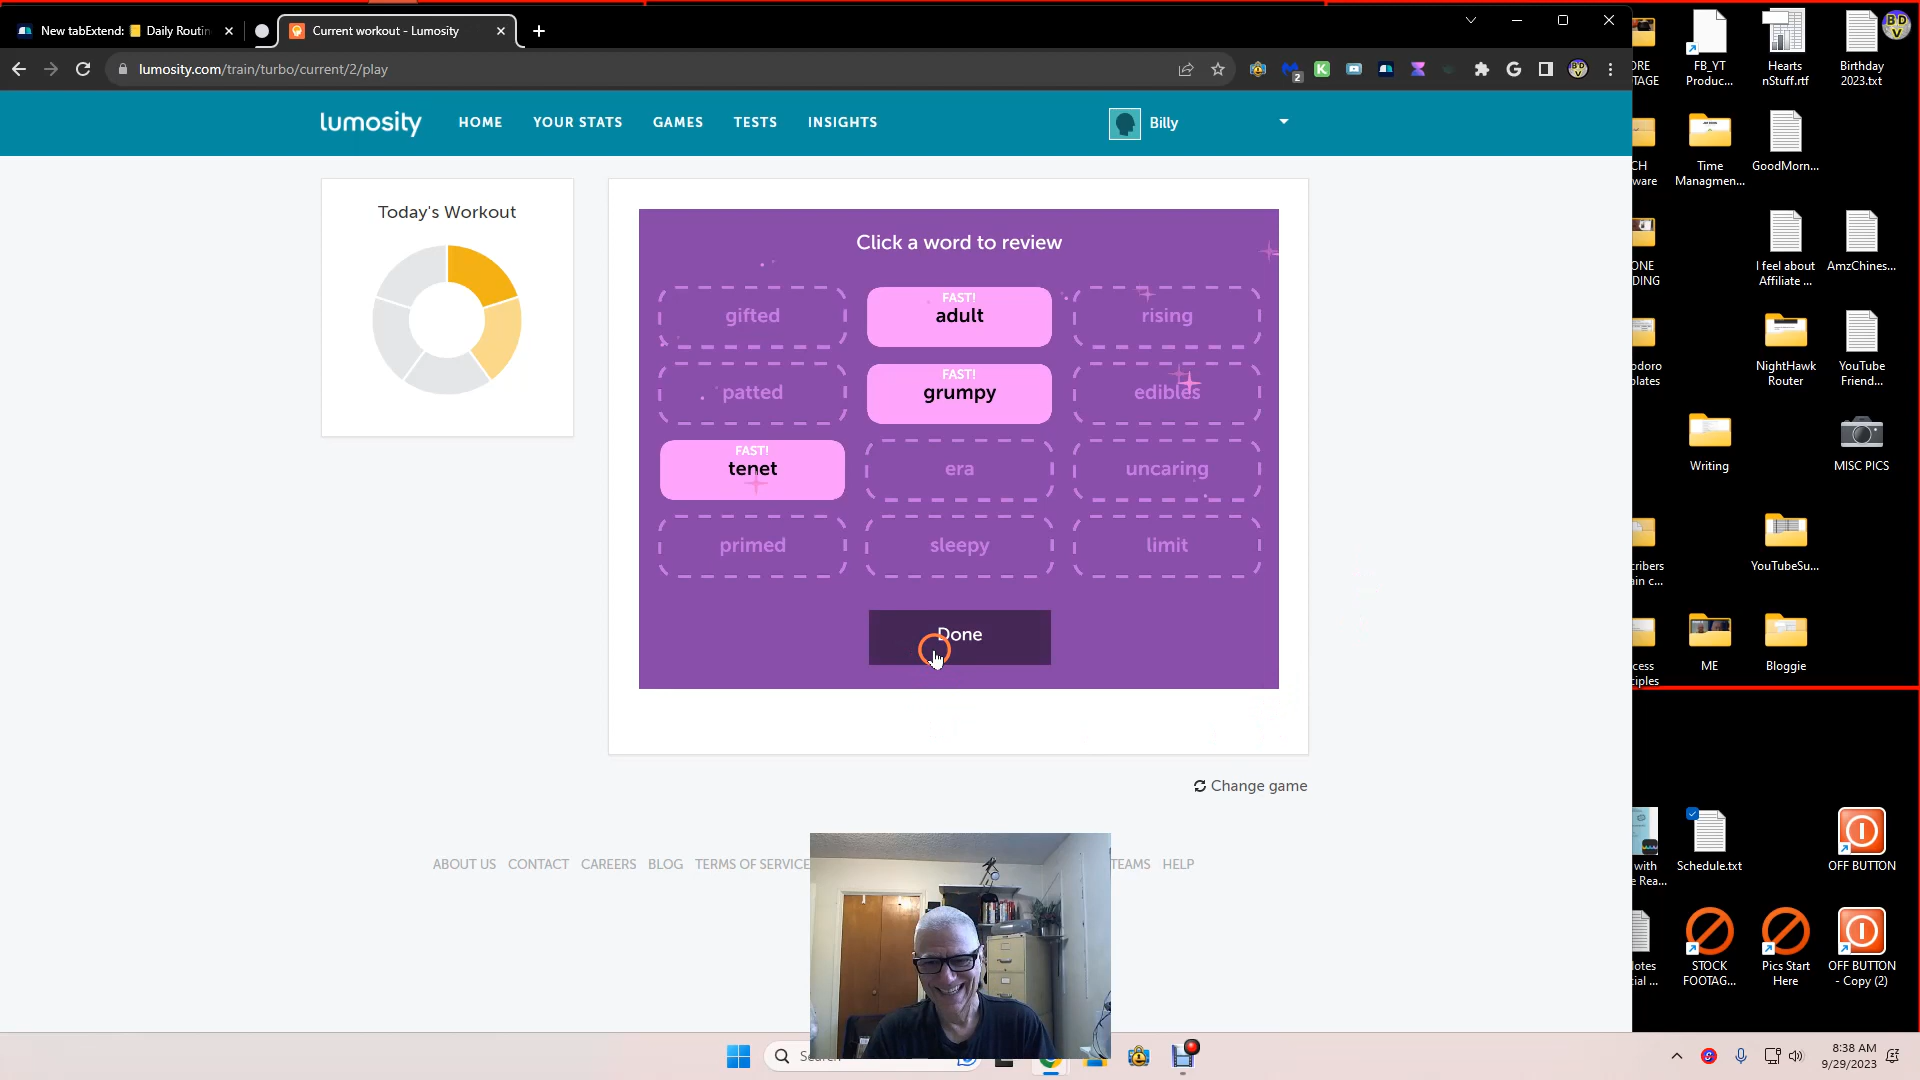 New tabExtend: Daily Routin
Current workout - Lumosity
lumosity.com/train/turbo/current/2/play
2
lumosity
HOME
YOUR STATS
GAMES
TESTS
INSIGHTS
Billy
Today's Workout
Click a word to review
gifted
FAST!
adult
rising
patted
FAST!
grumpy
edibles
FAST!
tenet
era
uncaring
primed
sleepy
limit
Done
Change game
ABOUT US
CONTACT
CAREERS
BLOG
TERMS OF SERVICE
TEAMS
HELP
FB_YT
Produc...
Hearts
nStuff.rtf
Birthday
2023.txt
BD
V
Time
Managmen...
GoodMorn...
I feel about
Affiliate ...
AmzChines...
NightHawk
Router
YouTube
Friend...
Writing
MISC PICS
YouTubeSu...
ME
Bloggie
Schedule.txt
OFF BUTTON
STOCK
FOOTAG...
Pics Start
Here
OFF BUTTON
- Copy (2)
8:38 AM
9/29/2023